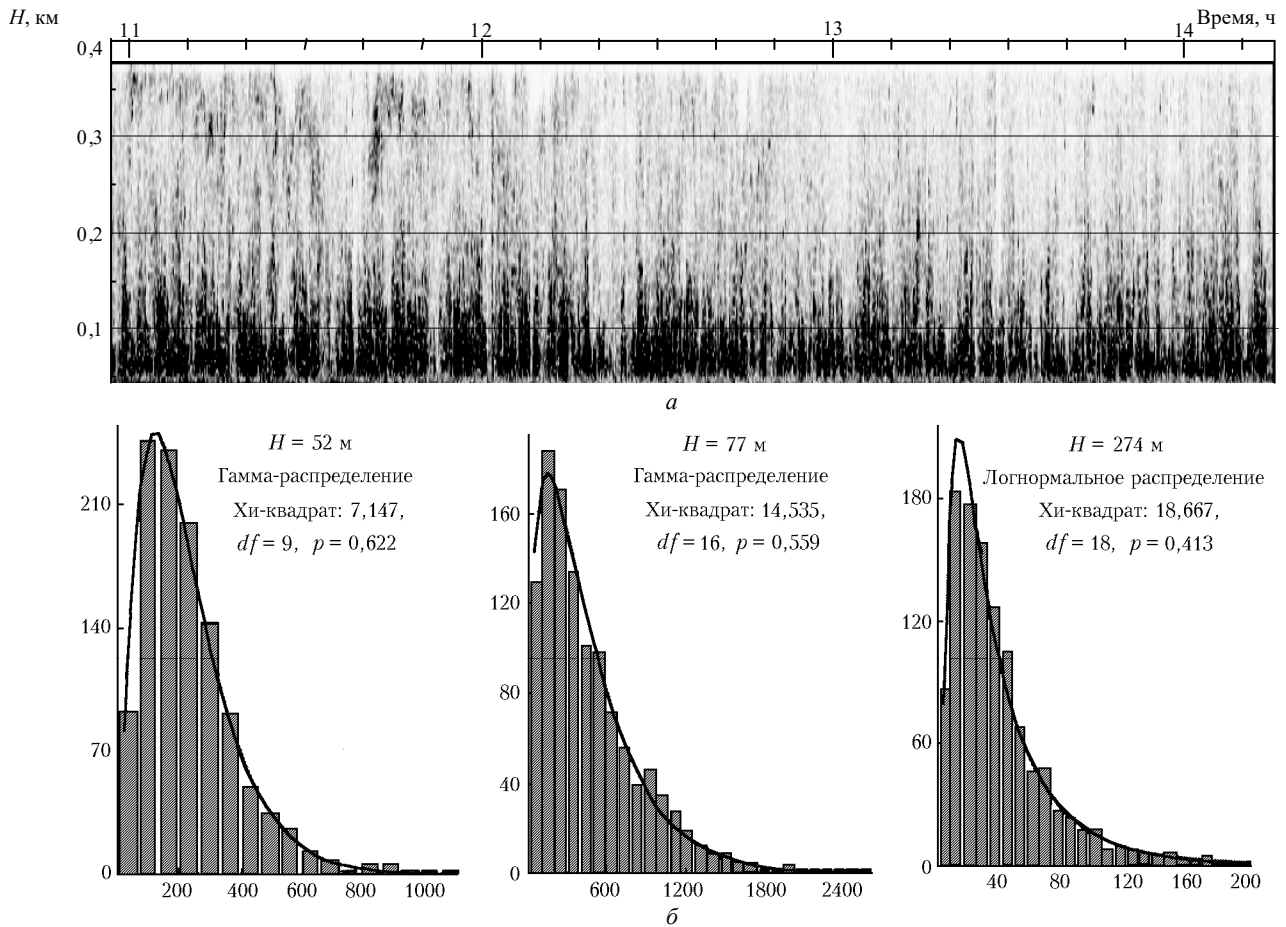 H, км
Время, ч
11 12 13 14
0,4
0,3
0,2
0,1
а
H = 52 м
Гамма-распределение
Хи-квадрат: 7,147,
df = 9, p = 0,622
210
140
70
0
200 400 600 800 1000
H = 77 м
Гамма-распределение
Хи-квадрат: 14,535,
df = 16, p = 0,559
160
120
80
40
0
600 1200 1800 2400
H = 274 м
Логнормальное распределение
Хи-квадрат: 18,667,
df = 18, p = 0,413
180
120
60
0
40 80 120 160 200
б